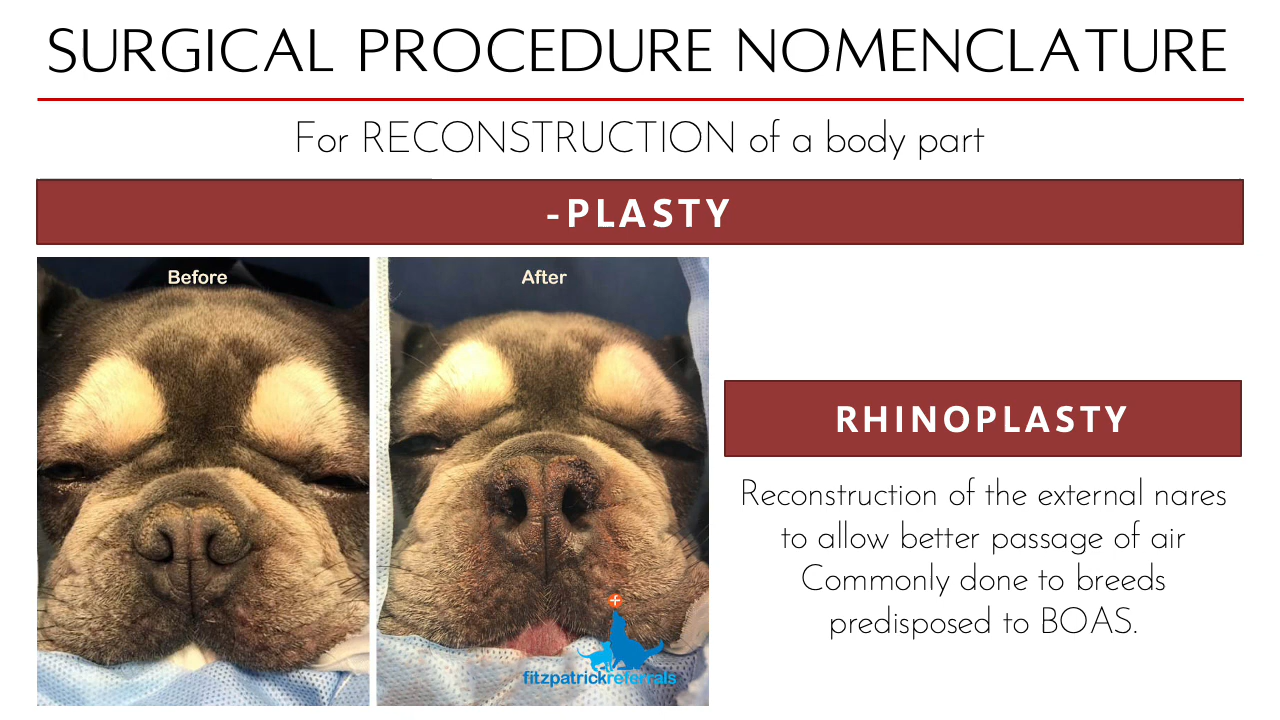 SURGICAL PROCEDURE NOMENCLATURE
For RECONSTRUCTION of a body part
-PLASTY
Before
After
RHINOPLASTY
Reconstruction of the external nares
to allow better passage of air
Commonly done to breeds
predisposed to BOAS.
fitzpatrickreferrals